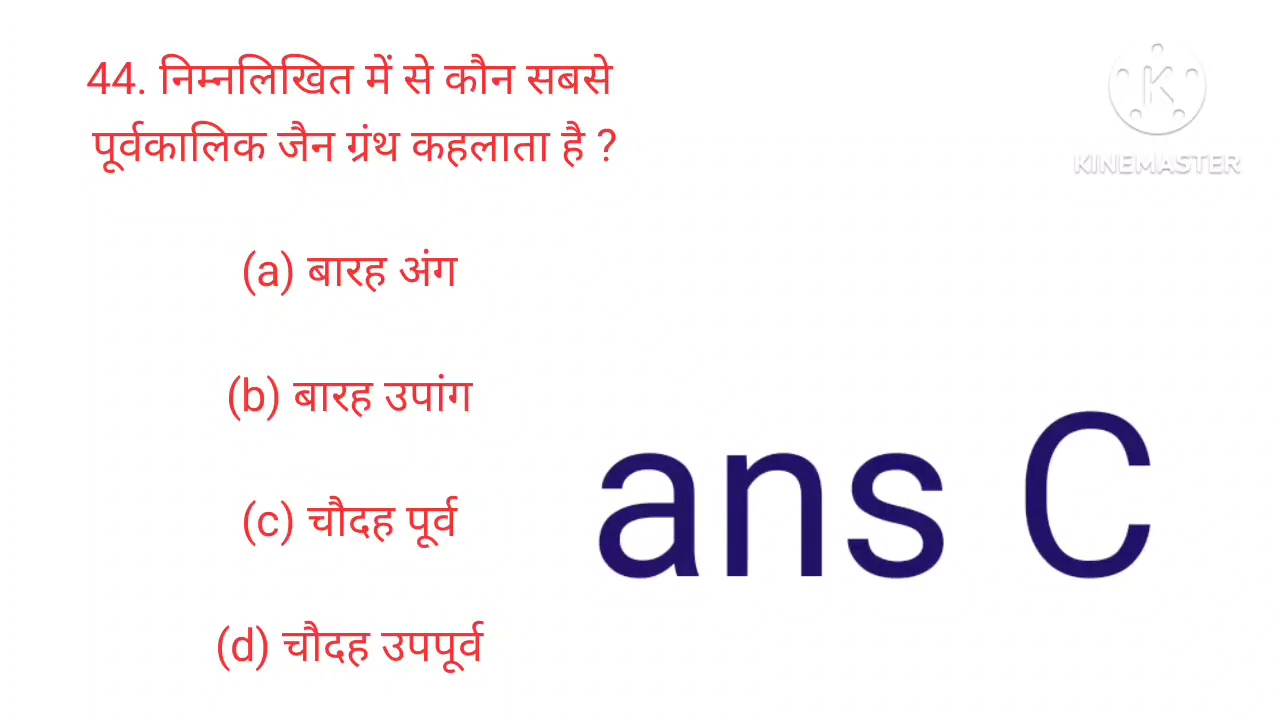 44. निम्नलिखित में से कौन सबसे
पूर्वकालिक जैन ग्रंथ कहलाता है ?
(a) बारह अंग
(b) बारह उपांग
(c) चौदह पूर्व
(d) चौदह उपपूर्व
ans C
K
KINEMASTER